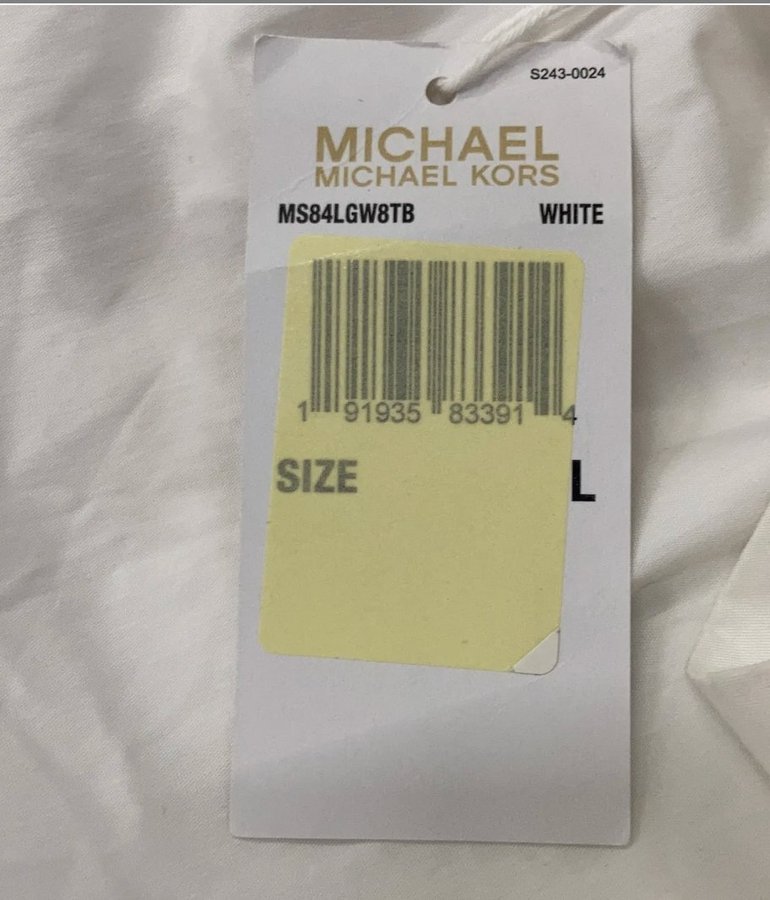 S243-0024
MICHAEL
MICHAEL KORS
MS84LGW8TB WHITE
1 91935 83391 4
SIZE L